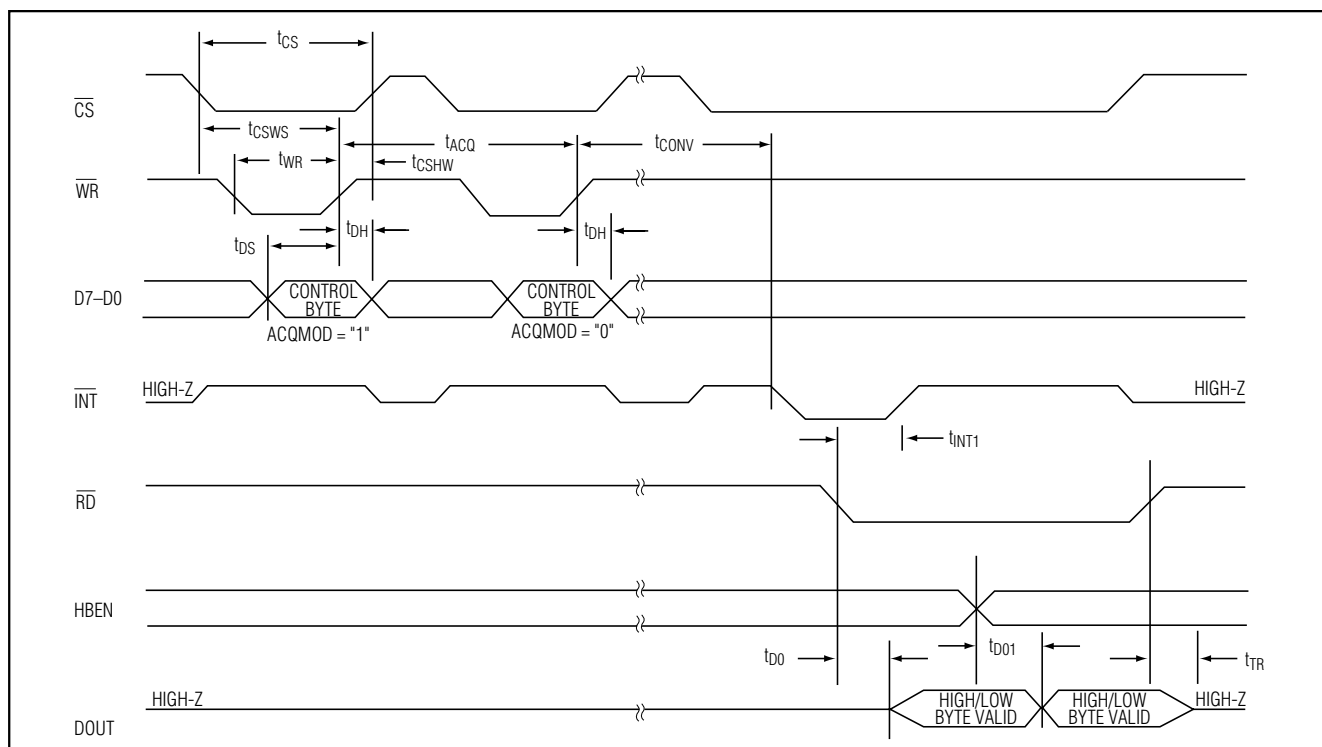 tCS
CS
tCSWS
tACQ
tCONV
tWR
tCSHW
WR
tDH
tDH
tDS
D7–D0
CONTROL
BYTE
CONTROL
BYTE
ACQMOD = "1"
ACQMOD = "0"
HIGH-Z
HIGH-Z
INT
tINT1
RD
HBEN
tD0
tD01
tTR
HIGH-Z
HIGH/LOW
BYTE VALID
HIGH/LOW
BYTE VALID
HIGH-Z
DOUT